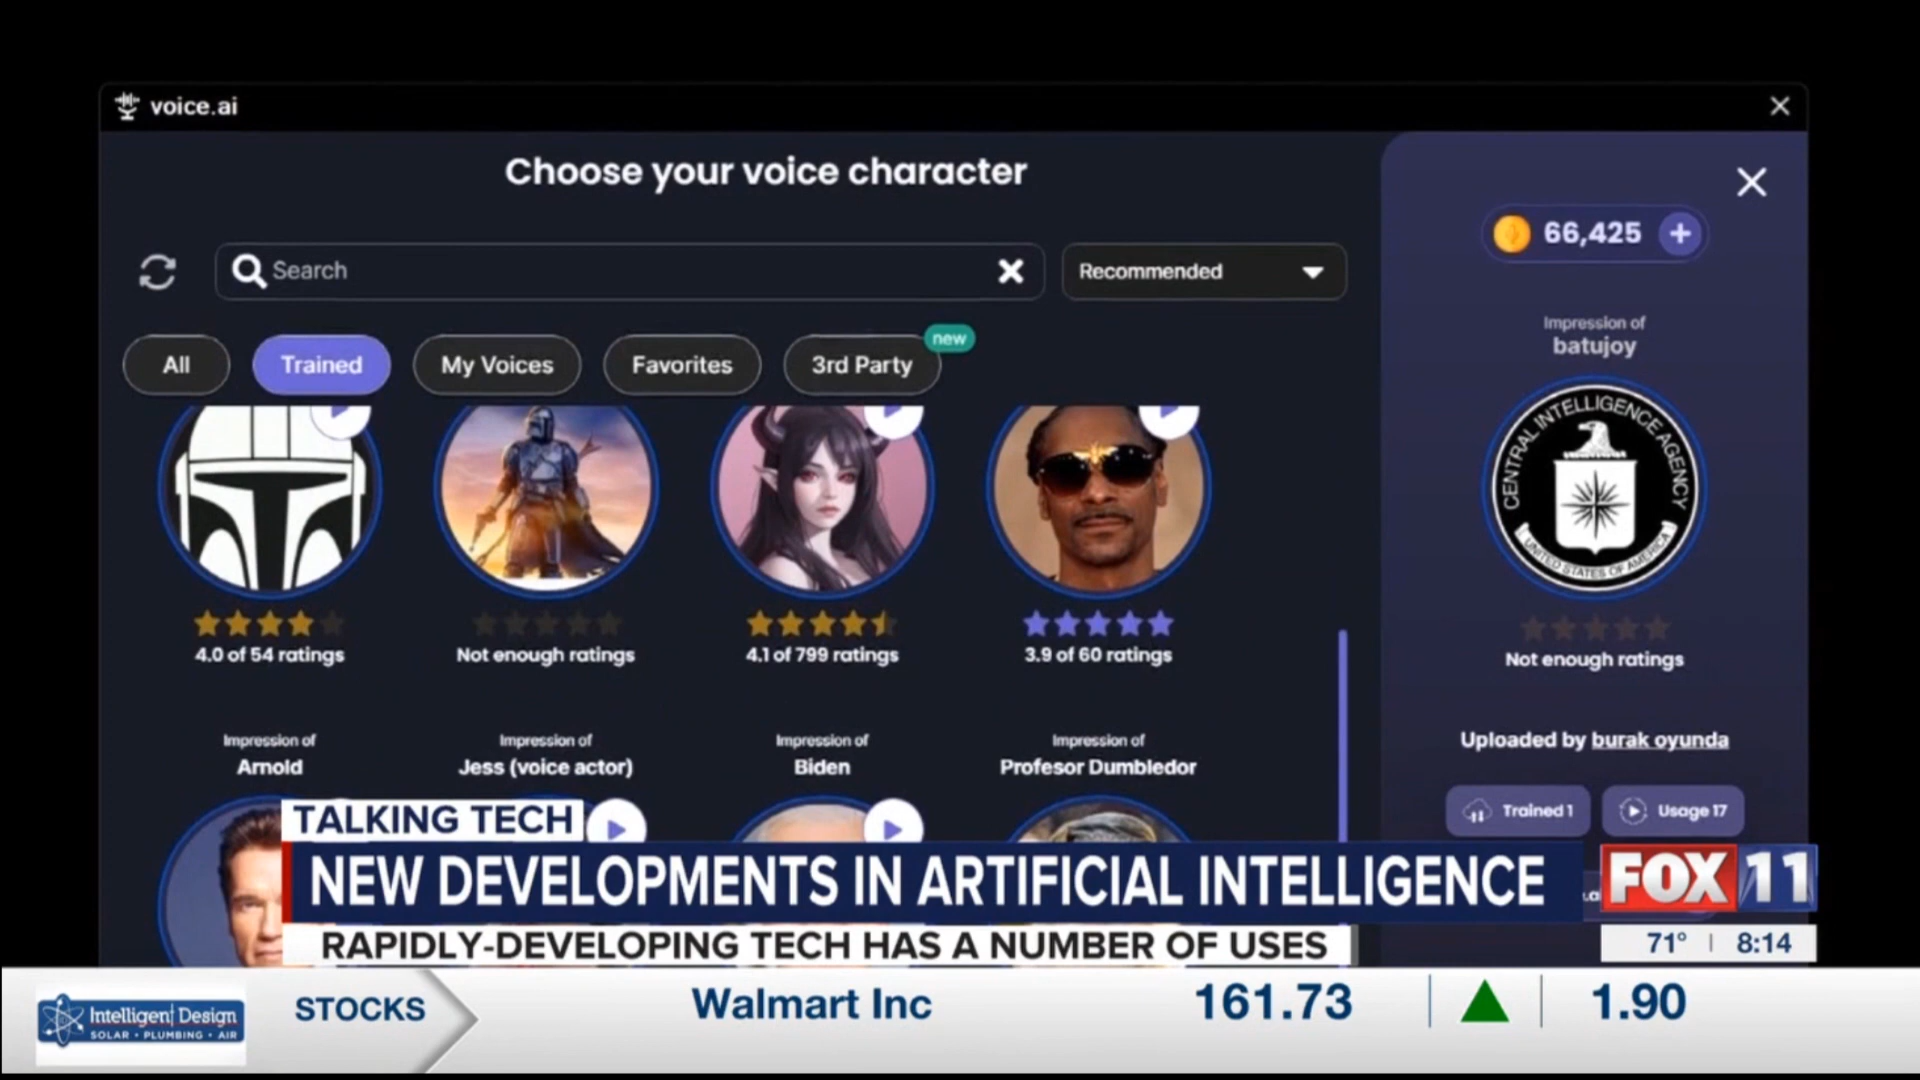 voice.ai
Choose your voice character
Search
Recommended
All
Trained
My Voices
Favorites
3rd Party
new
4.0 of 54 ratings
Not enough ratings
4.1 of 799 ratings
3.9 of 60 ratings
Impression of
Arnold
Impression of
Jess (voice actor)
Impression of
Biden
Impression of
Profesor Dumbledor
66,425
Impression of
batujoy
CENTRAL INTELLIGENCE AGENCY
UNITED STATES OF AMERICA
Not enough ratings
Uploaded by burak oyunda
Trained 1
Usage 17
TALKING TECH
NEW DEVELOPMENTS IN ARTIFICIAL INTELLIGENCE
RAPIDLY-DEVELOPING TECH HAS A NUMBER OF USES
FOX 11
71° | 8:14
Intelligent Design
SOLAR • PLUMBING • AIR
STOCKS
Walmart Inc
161.73
1.90